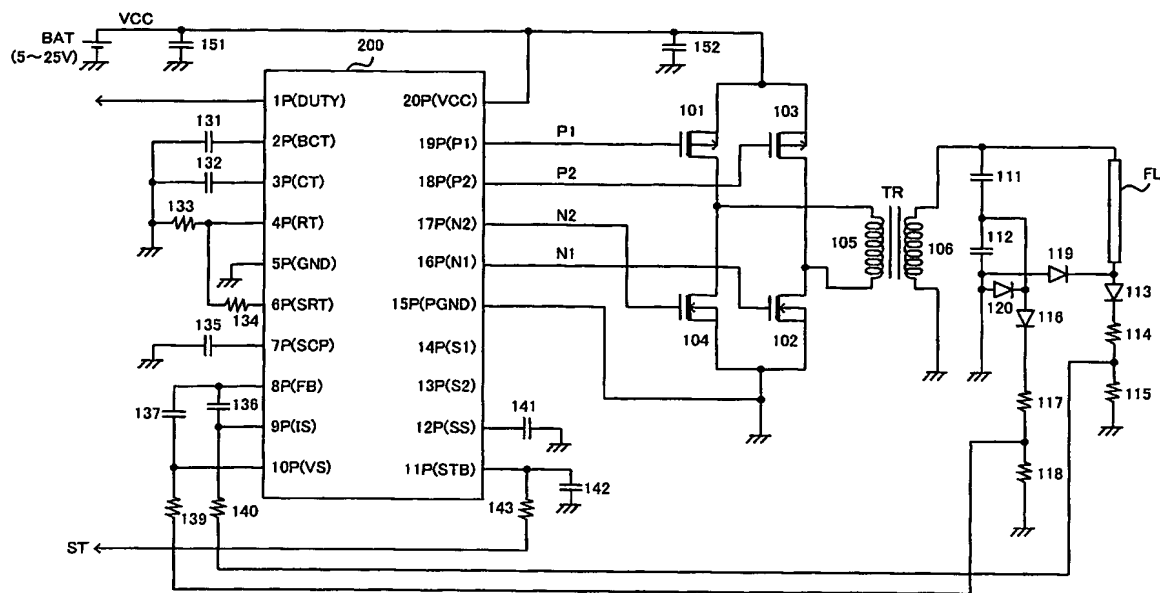 VCC
BAT
(5~25V)
151
200
152
1P(DUTY)
20P(VCC)
101
103
131
2P(BCT)
19P(P1)
P1
132
3P(CT)
18P(P2)
P2
133
4P(RT)
17P(N2)
N2
TR
105
106
111
FL
112
119
5P(GND)
16P(N1)
N1
120
116
113
6P(SRT)
134
15P(PGND)
104
102
114
135
7P(SCP)
14P(S1)
115
8P(FB)
13P(S2)
137
136
117
9P(IS)
12P(SS)
141
10P(VS)
11P(STB)
118
139
140
143
142
ST